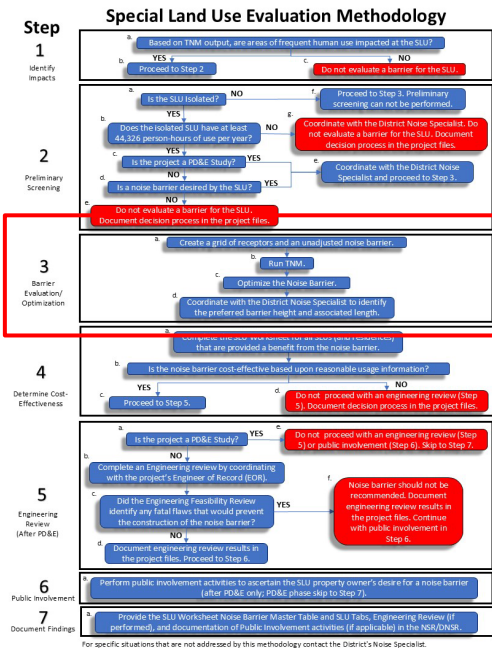 Special Land Use Evaluation Methodology
Step
1
Identify
Impacts
a.
Based on TNM output, are areas of frequent human use impacted at the SLU?
YES
NO
b.
Proceed to Step 2
c.
Do not evaluate a barrier for the SLU.
2
Preliminary
Screening
a.
Is the SLU Isolated?
NO
f.
Proceed to Step 3. Preliminary
screening can not be performed.
YES
b.
Does the isolated SLU have at least
44,326 person-hours of use per year?
NO
g.
Coordinate with the District Noise Specialist. Do
not evaluate a barrier for the SLU. Document
decision process in the project files.
YES
c.
Is the project a PD&E Study?
YES
e.
Coordinate with the District Noise
Specialist and proceed to Step 3.
NO
d.
Is a noise barrier desired by the SLU?
YES
NO
e.
Do not evaluate a barrier for the SLU.
Document decision process in the project files.
3
Barrier
Evaluation/
Optimization
a.
Create a grid of receptors and an unadjusted noise barrier.
b.
Run TNM.
c.
Optimize the Noise Barrier.
d.
Coordinate with the District Noise Specialist to identify
the preferred barrier height and associated length.
4
Determine Cost-
Effectiveness
a.
Complete the SLU Worksheet for all SLUs (and residences)
that are provided a benefit from the noise barrier.
b.
Is the noise barrier cost-effective based upon reasonable usage information?
YES
NO
c.
Proceed to Step 5.
d.
Do not proceed with an engineering review (Step
5). Document decision process in the project files.
5
Engineering
Review
(After PD&E)
a.
Is the project a PD&E Study?
YES
e.
Do not proceed with an engineering review (Step
5) or public involvement (Step 6). Skip to Step 7.
NO
b.
Complete an Engineering review by coordinating
with the project's Engineer of Record (EOR).
c.
Did the Engineering Feasibility Review
identify any fatal flaws that would prevent
the construction of the noise barrier?
YES
f.
Noise barrier should not be
recommended. Document
engineering review results in
the project files. Continue
with public involvement in
Step 6.
NO
d.
Document engineering review results
in the project files. Proceed to Step 6.
6
Public Involvement
a.
Perform public involvement activities to ascertain the SLU property owner's desire for a noise barrier
(after PD&E only; PD&E phase skip to Step 7).
7
Document Findings
a.
Provide the SLU Worksheet Noise Barrier Master Table and SLU Tabs, Engineering Review (if
performed), and documentation of Public Involvement activities (if applicable) in the NSR/DNSR.
For specific situations that are not addressed by this methodology contact the District's Noise Specialist.